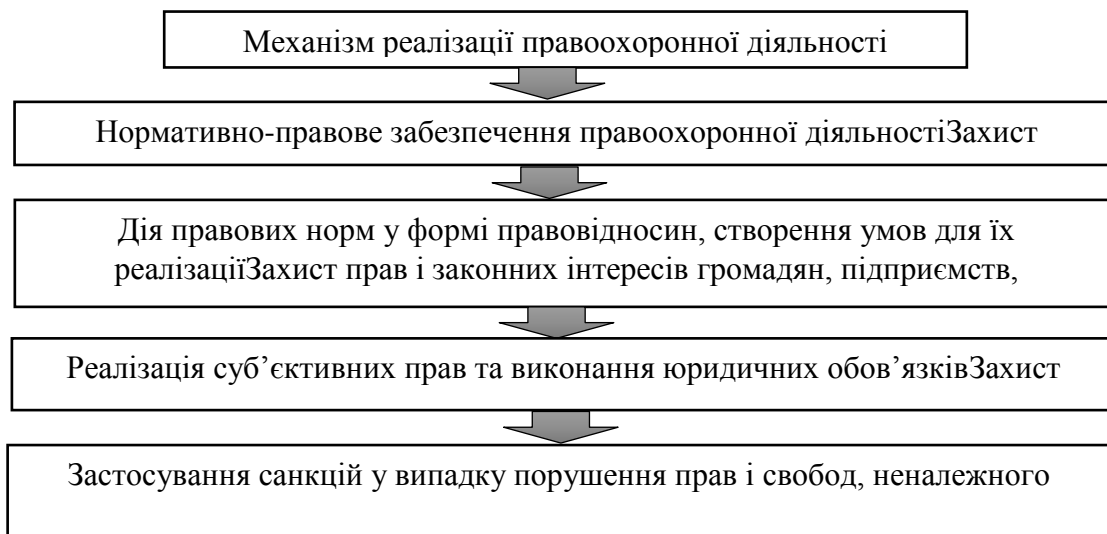 Механізм реалізації правоохоронної діяльності
Нормативно-правове забезпечення правоохоронної діяльностіЗахист
Дія правових норм у формі правовідносин, створення умов для їх
реалізаціїЗахист прав і законних інтересів громадян, підприємств,
Реалізація суб’єктивних прав та виконання юридичних обов’язківЗахист
Застосування санкцій у випадку порушення прав і свобод, неналежного